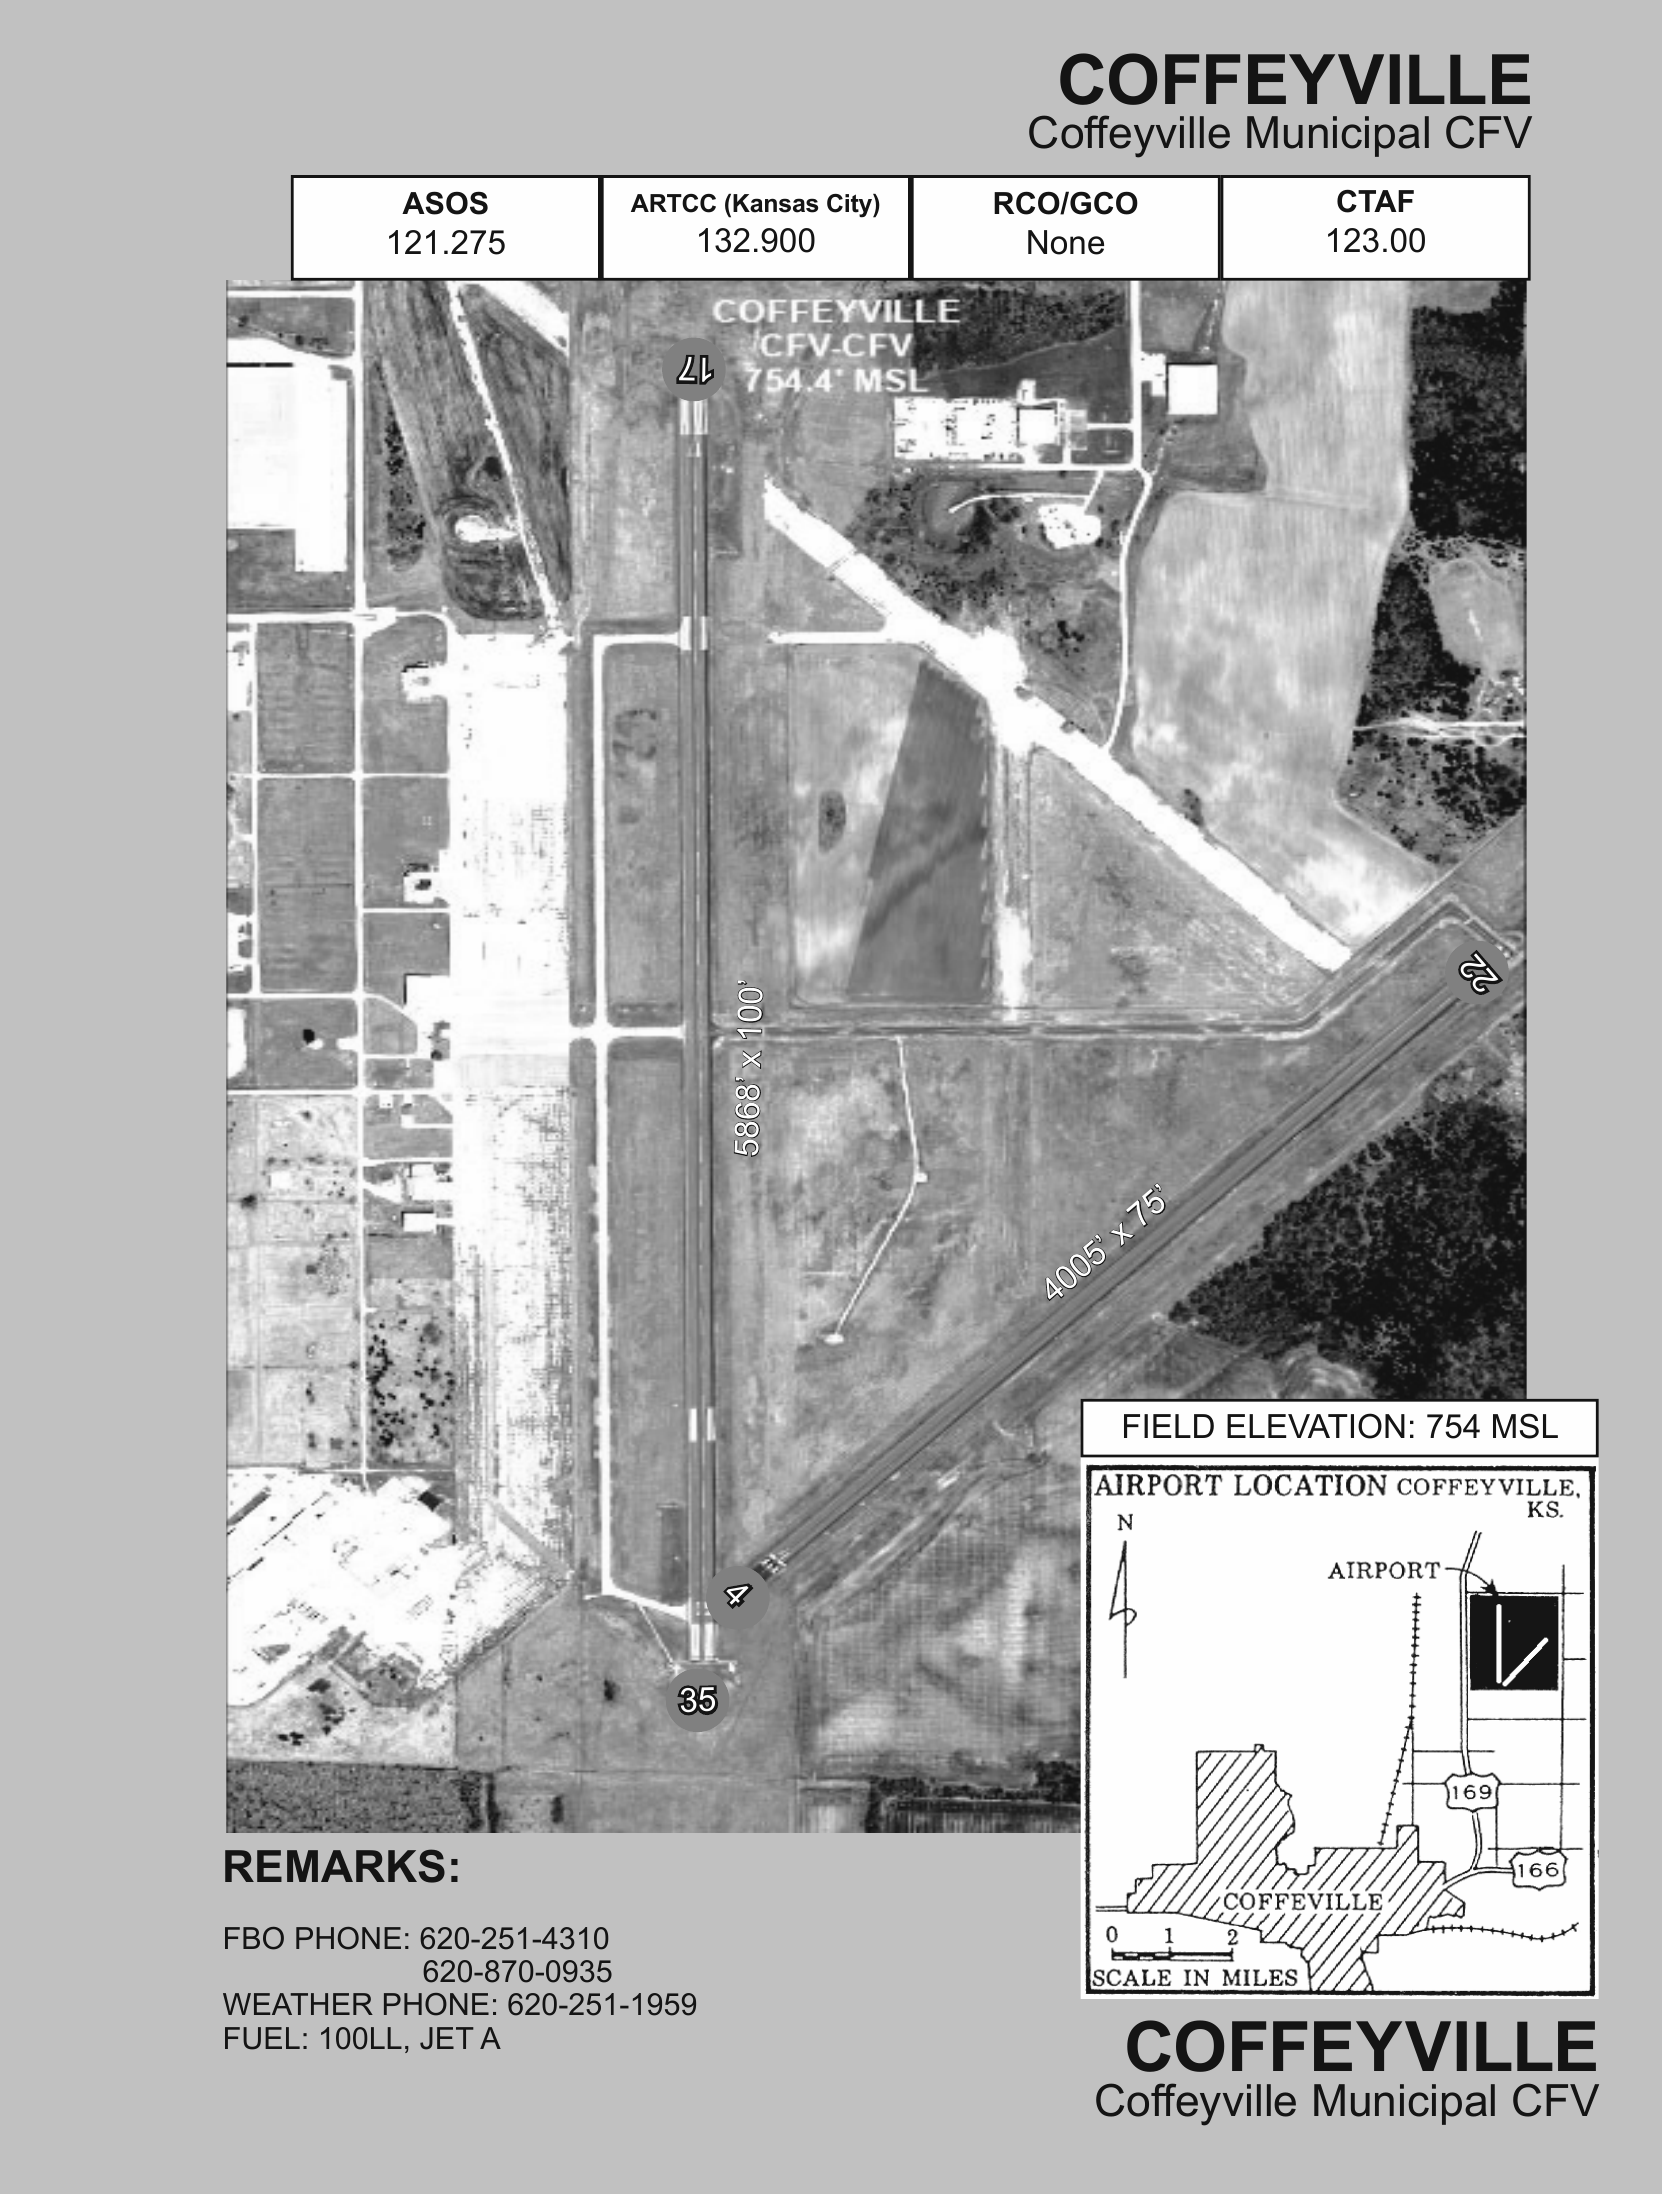 COFFEYVILLE
Coffeyville Municipal CFV
ASOS
121.275
ARTCC (Kansas City)
132.900
RCO/GCO
None
CTAF
123.00
COFFEYVILLE
CFV-CFV
754.4' MSL
17
22
5868' x 100'
4005' x 75'
4
35
FIELD ELEVATION: 754 MSL
AIRPORT LOCATION COFFEYVILLE,
KS.
N
AIRPORT
169
166
COFFEVILLE
0 1 2
SCALE IN MILES
REMARKS:
FBO PHONE: 620-251-4310
620-870-0935
WEATHER PHONE: 620-251-1959
FUEL: 100LL, JET A
COFFEYVILLE
Coffeyville Municipal CFV